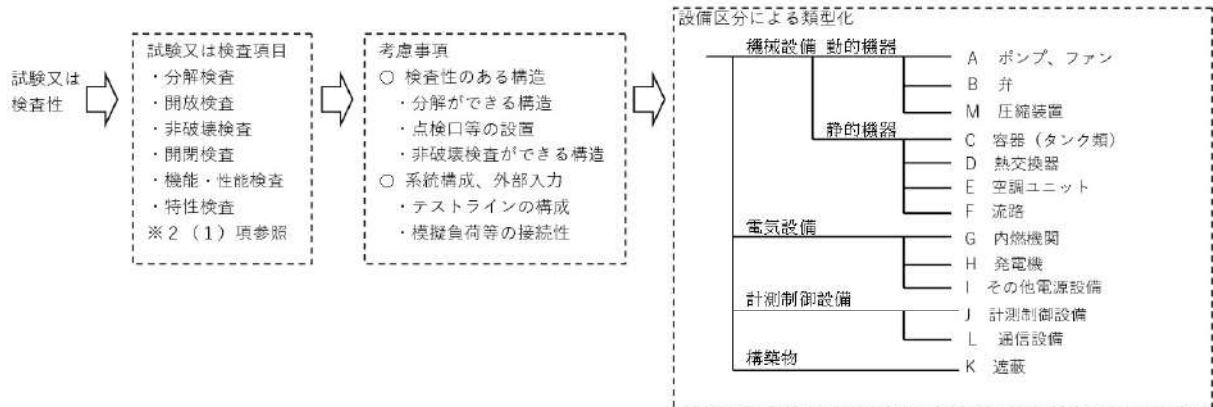 試験又は
検査性
試験又は検査項目
・分解検査
・開放検査
・非破壊検査
・開閉検査
・機能・性能検査
・特性検査
※2（1）項参照
考慮事項
○ 検査性のある構造
・分解ができる構造
・点検口等の設置
・非破壊検査ができる構造
○ 系統構成、外部入力
・テストラインの構成
・模擬負荷等の接続性
設備区分による類型化
機械設備 動的機器
A ポンプ、ファン
B 弁
M 圧縮装置
静的機器
C 容器（タンク類）
D 熱交換器
E 空調ユニット
F 流路
電気設備
G 内燃機関
H 発電機
I その他電源設備
計測制御設備
J 計測制御設備
L 通信設備
構築物
K 遮蔽